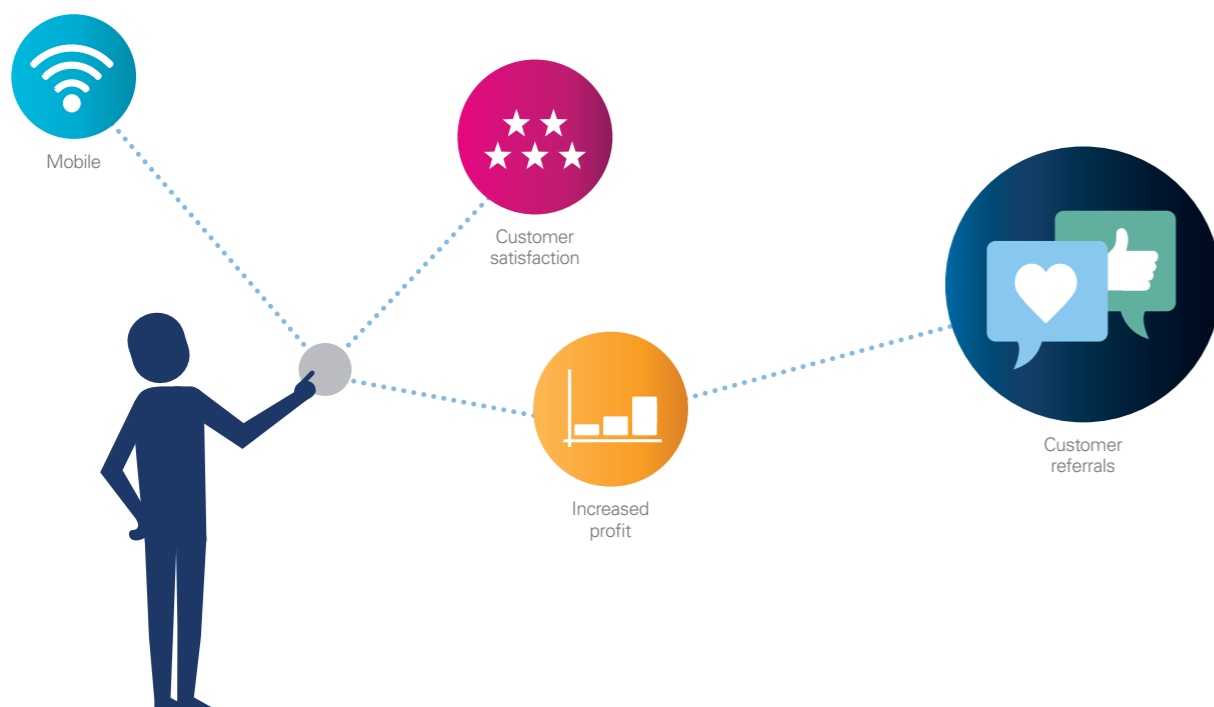 Mobile
Customer
satisfaction
Increased
profit
Customer
referrals